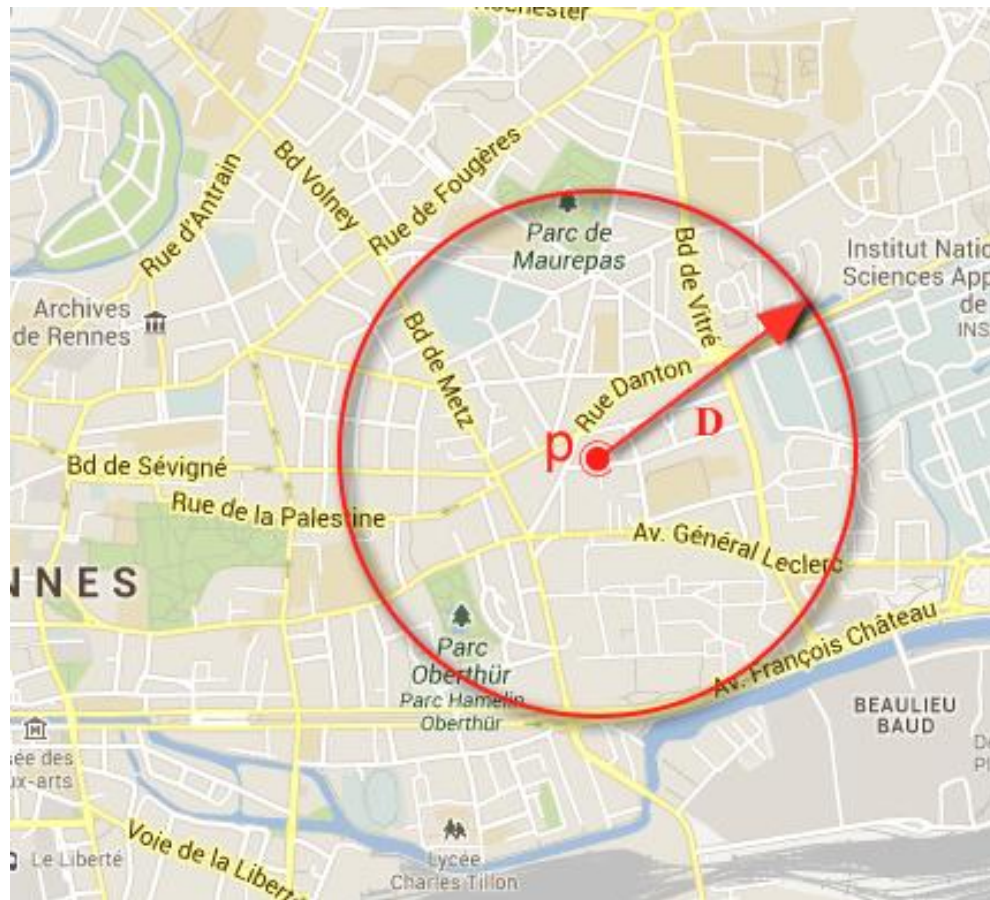 Rochester
Bd Volney
Rue de Fougères
Rue d'Antrain
Parc de
Maurepas
Bd de Vitré
Institut Natio
Sciences App
de
INS
Archives
de Rennes
Bd de Metz
Rue Danton
D
p
Bd de Sévigné
Rue de la Palestine
Av. Général Leclerc
NNES
Parc
Oberthür
Parc Hamelin
Oberthür
Av. François Château
BEAULIEU
BAUD
sée des
ux-arts
Voie de la Liberté
Le Liberté
Lycée
Charles Tillon